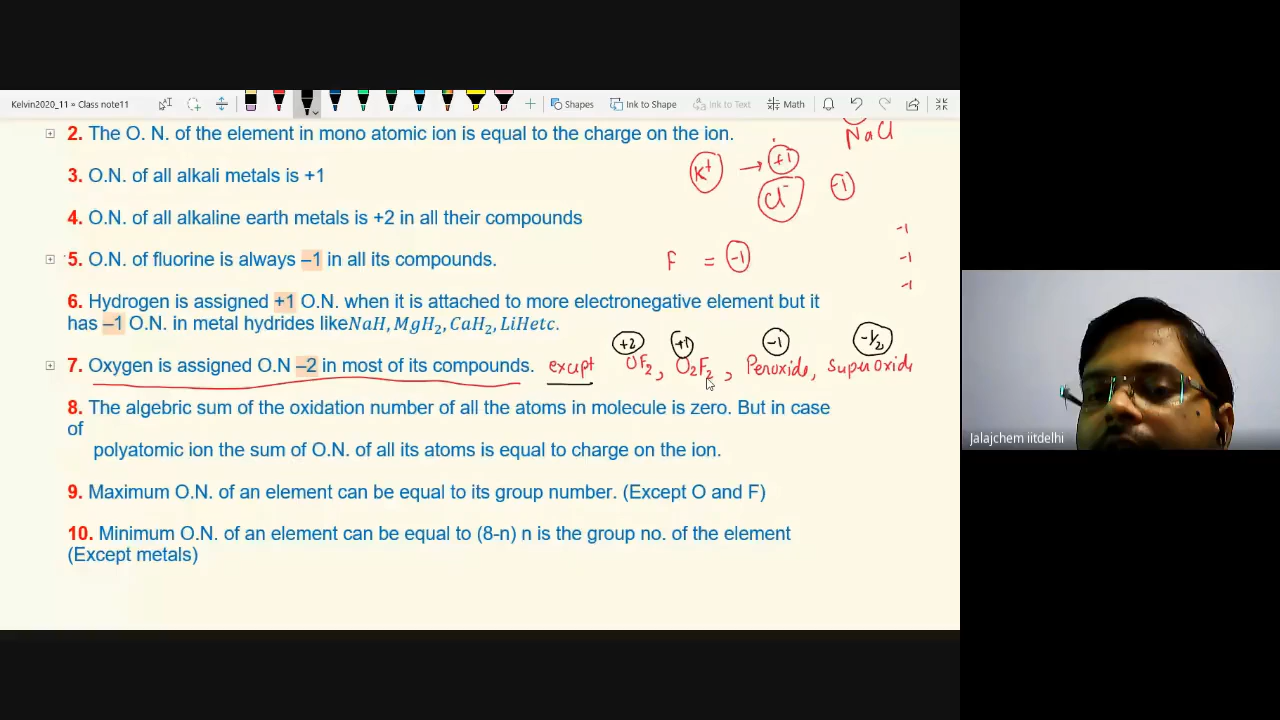 Kelvin2020_11 » Class note11
Shapes
Ink to Shape
Ink to Text
Math
2. The O. N. of the element in mono atomic ion is equal to the charge on the ion.
NaCl
K⁺ → +1
Cl⁻ -1
3. O.N. of all alkali metals is +1
4. O.N. of all alkaline earth metals is +2 in all their compounds
-1
-1
-1
5. O.N. of fluorine is always –1 in all its compounds.
F = -1
6. Hydrogen is assigned +1 O.N. when it is attached to more electronegative element but it
has –1 O.N. in metal hydrides like NaH, MgH₂, CaH₂, LiH etc.
+2 +1 -1 -1/2
7. Oxygen is assigned O.N –2 in most of its compounds. except OF₂, O₂F₂, Peroxide, Superoxide
8. The algebric sum of the oxidation number of all the atoms in molecule is zero. But in case
of
polyatomic ion the sum of O.N. of all its atoms is equal to charge on the ion.
9. Maximum O.N. of an element can be equal to its group number. (Except O and F)
10. Minimum O.N. of an element can be equal to (8-n) n is the group no. of the element
(Except metals)
Jalajchem iitdelhi